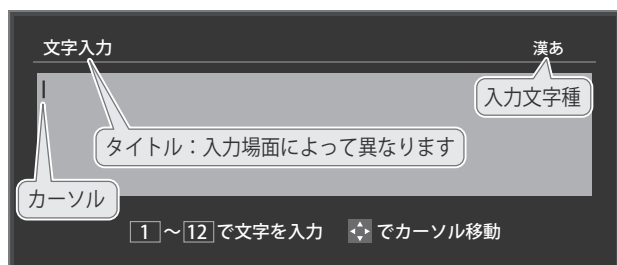 文字入力
漢あ
入力文字種
タイトル：入力場面によって異なります
カーソル
1～12で文字を入力 でカーソル移動